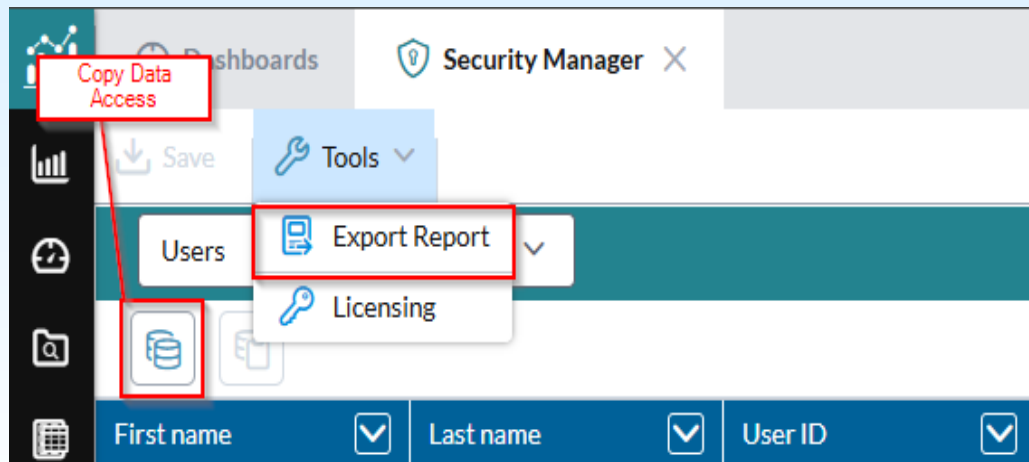 Dashboards
Security Manager
Copy Data
Access
Save
Tools
Users
Export Report
Licensing
First name
Last name
User ID